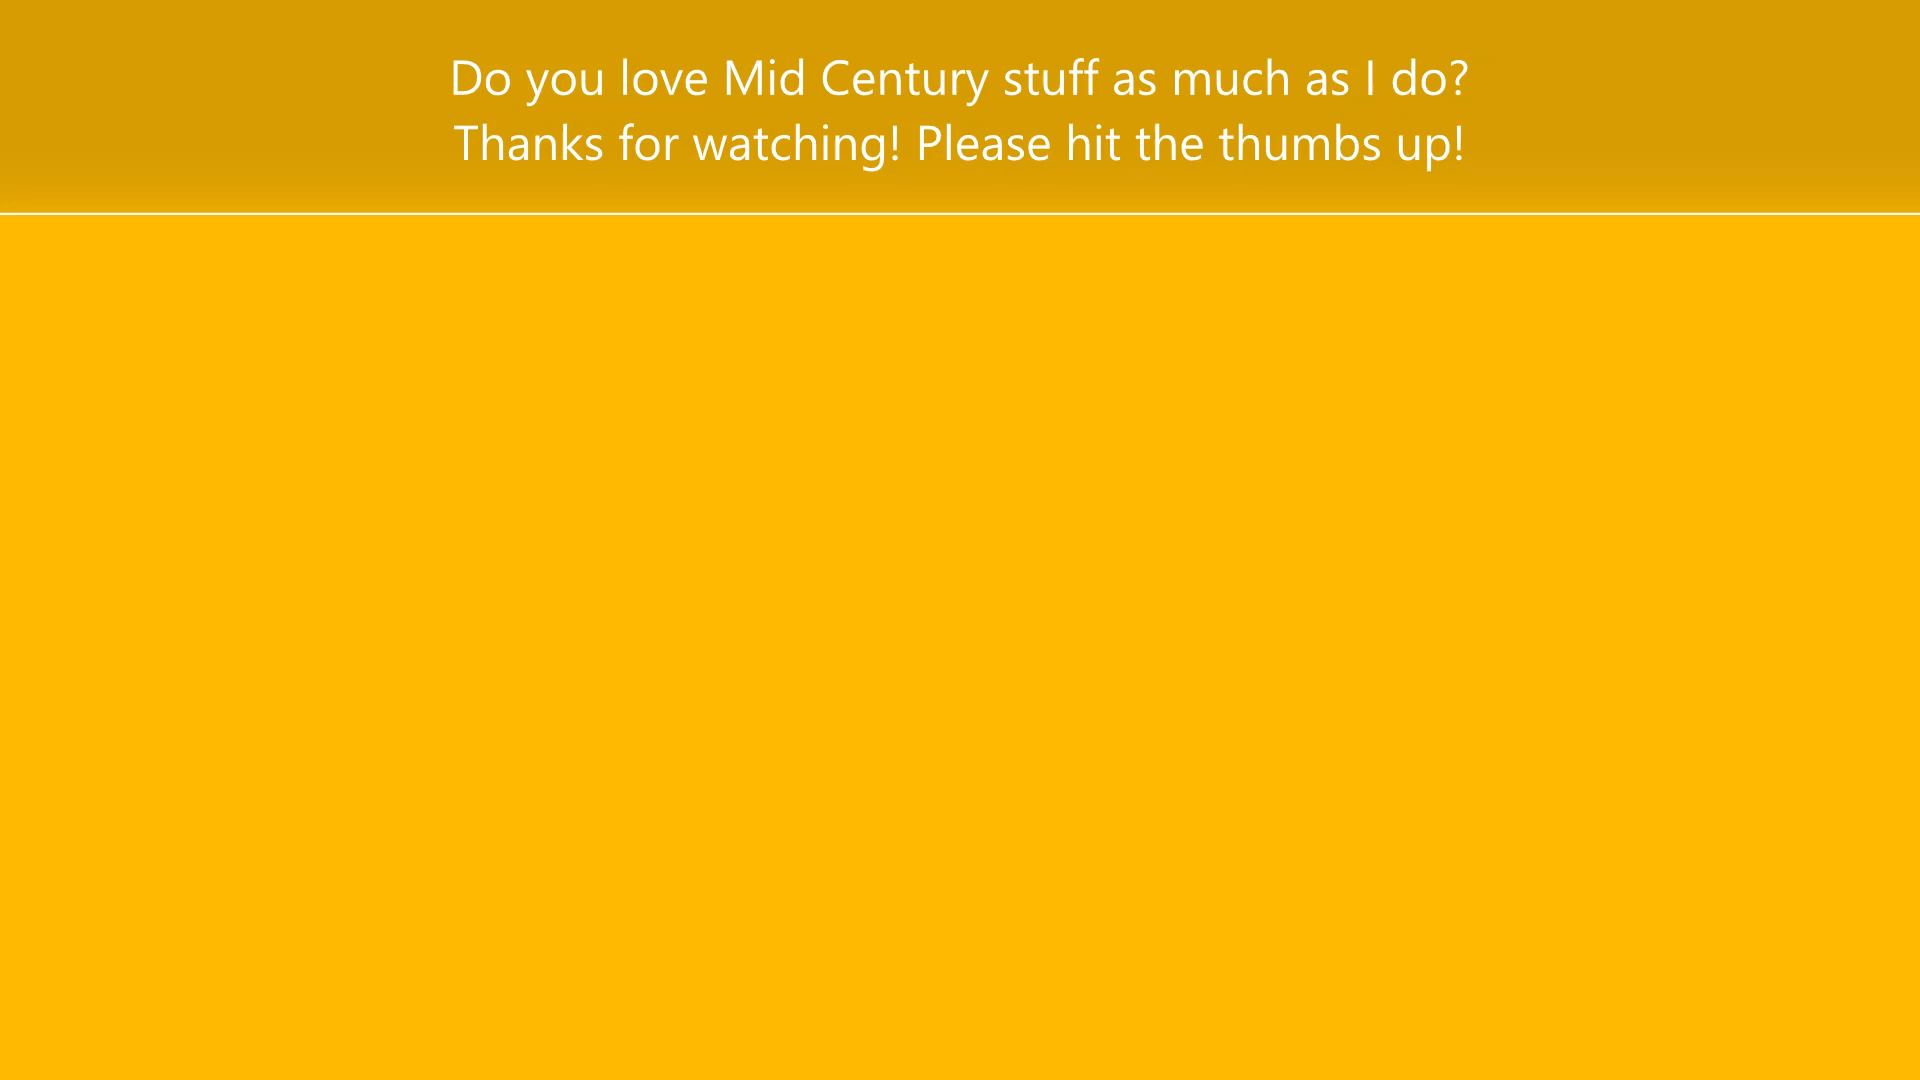 Do you love Mid Century stuff as much as I do?
Thanks for watching! Please hit the thumbs up!